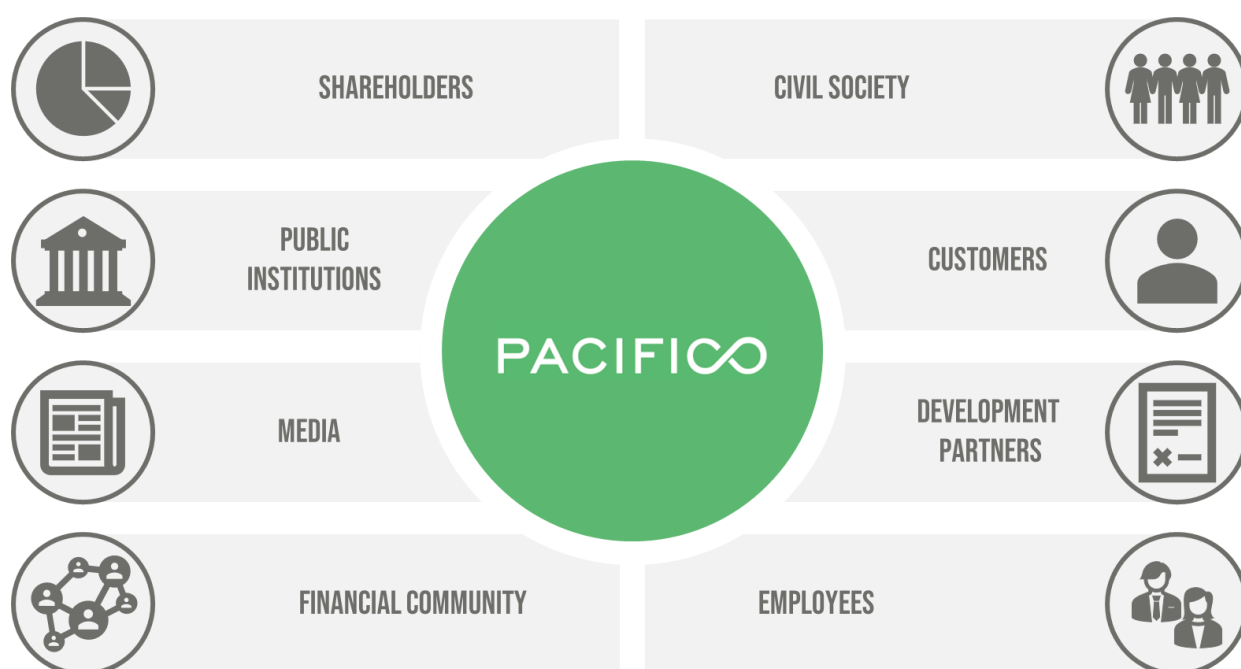 SHAREHOLDERS
CIVIL SOCIETY
PUBLIC
INSTITUTIONS
CUSTOMERS
PACIFICO
MEDIA
DEVELOPMENT
PARTNERS
FINANCIAL COMMUNITY
EMPLOYEES